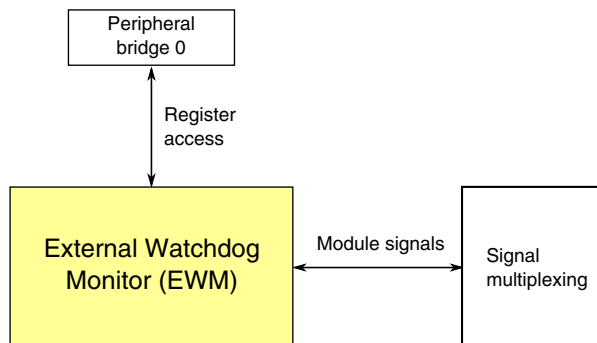 Peripheral
bridge 0
Register
access
External Watchdog
Monitor (EWM)
Module signals
Signal
multiplexing